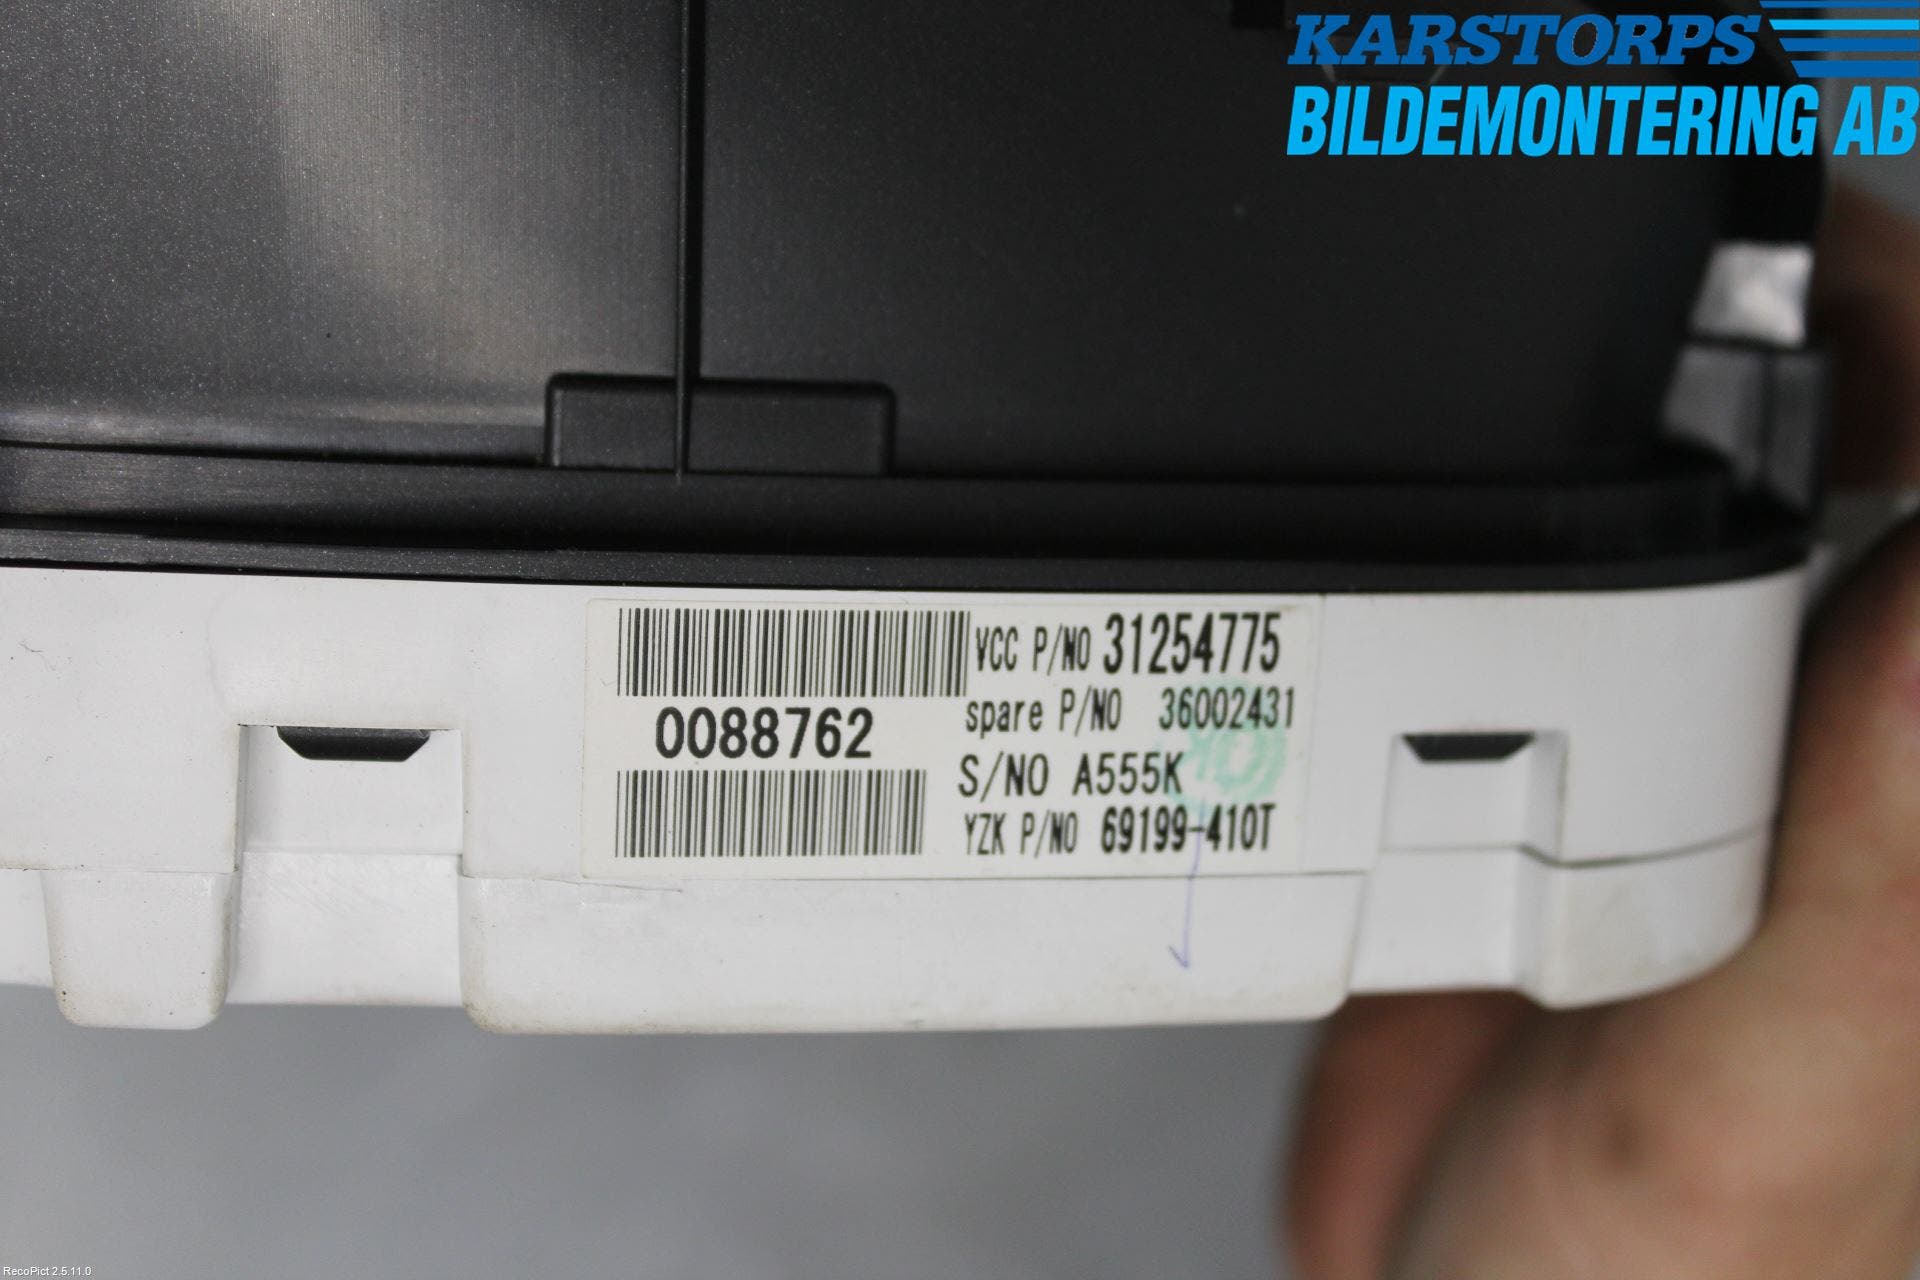 KARSTORPS
BILDEMONTERING AB
VCC P/NO 31254775
spare P/NO 36002431
0088762
S/NO A555K
YZK P/NO 69199-410T
RecoPict 2.5.11.0